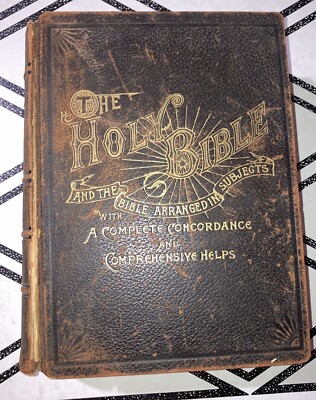 THE
HOLY BIBLE
AND THE BIBLE ARRANGED IN SUBJECTS
WITH
A COMPLETE CONCORDANCE
AND
COMPREHENSIVE HELPS